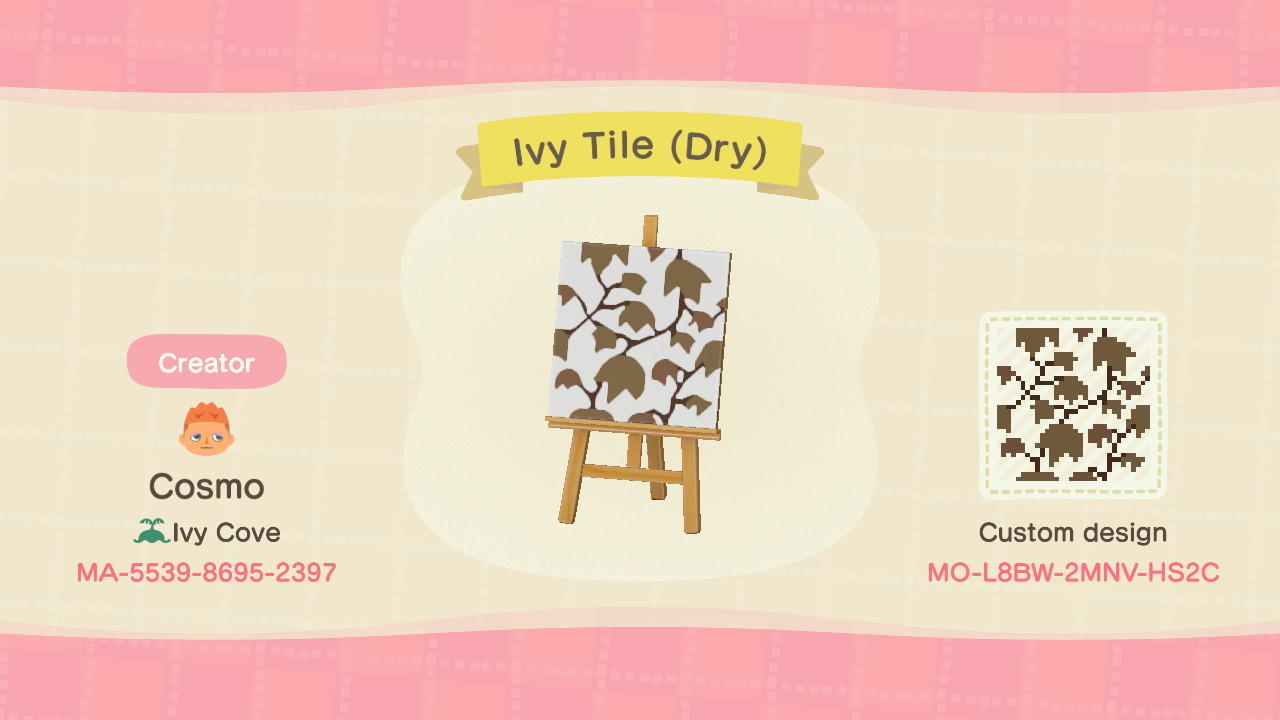 Ivy Tile (Dry)
Creator
Cosmo
Ivy Cove
MA-5539-8695-2397
Custom design
MO-L8BW-2MNV-HS2C